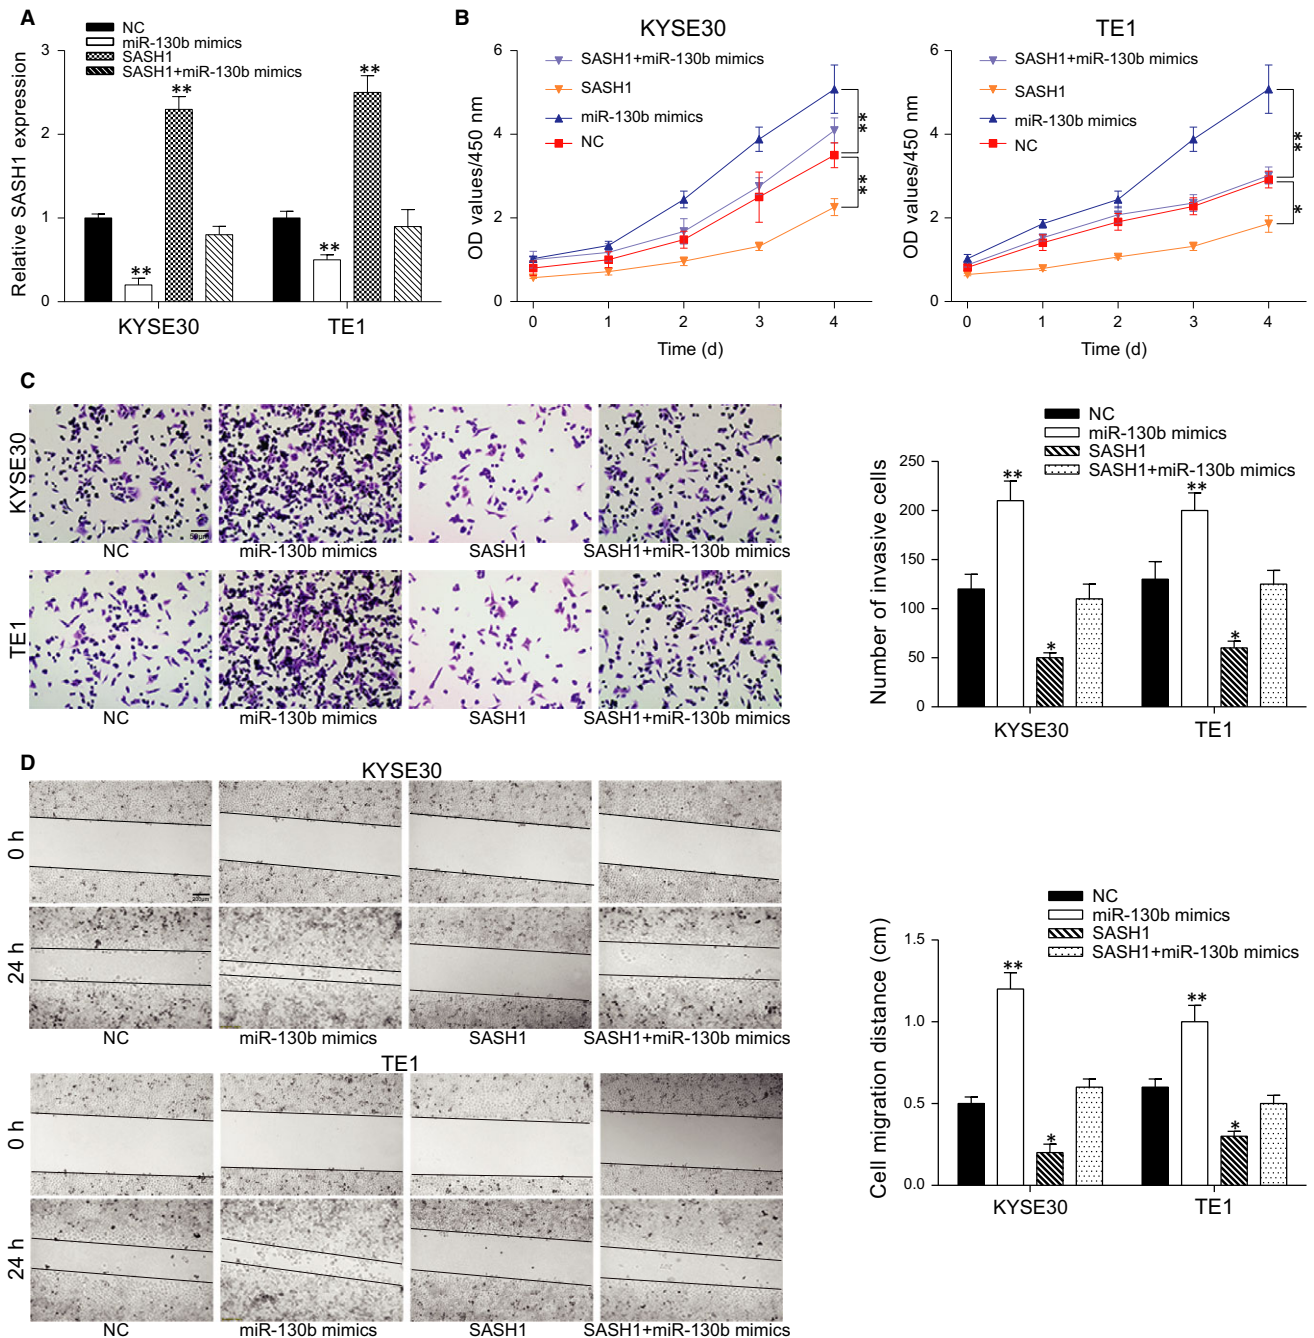 A
NC
miR-130b mimics
SASH1
SASH1+miR-130b mimics
Relative SASH1 expression
3
2
1
0
**
**
**
**
KYSE30
TE1
B
KYSE30
SASH1+miR-130b mimics
SASH1
miR-130b mimics
NC
OD values/450 nm
6
4
2
0
**
**
0 1 2 3 4
Time (d)
TE1
SASH1+miR-130b mimics
SASH1
miR-130b mimics
NC
OD values/450 nm
6
4
2
0
**
*
0 1 2 3 4
Time (d)
C
KYSE30
NC
miR-130b mimics
SASH1
SASH1+miR-130b mimics
TE1
NC
miR-130b mimics
SASH1
SASH1+miR-130b mimics
NC
miR-130b mimics
SASH1
SASH1+miR-130b mimics
Number of invasive cells
250
200
150
100
50
0
**
*
**
*
KYSE30
TE1
D
KYSE30
0 h
24 h
NC
miR-130b mimics
SASH1
SASH1+miR-130b mimics
TE1
0 h
24 h
NC
miR-130b mimics
SASH1
SASH1+miR-130b mimics
NC
miR-130b mimics
SASH1
SASH1+miR-130b mimics
Cell migration distance (cm)
1.5
1.0
0.5
0.0
**
*
**
*
KYSE30
TE1